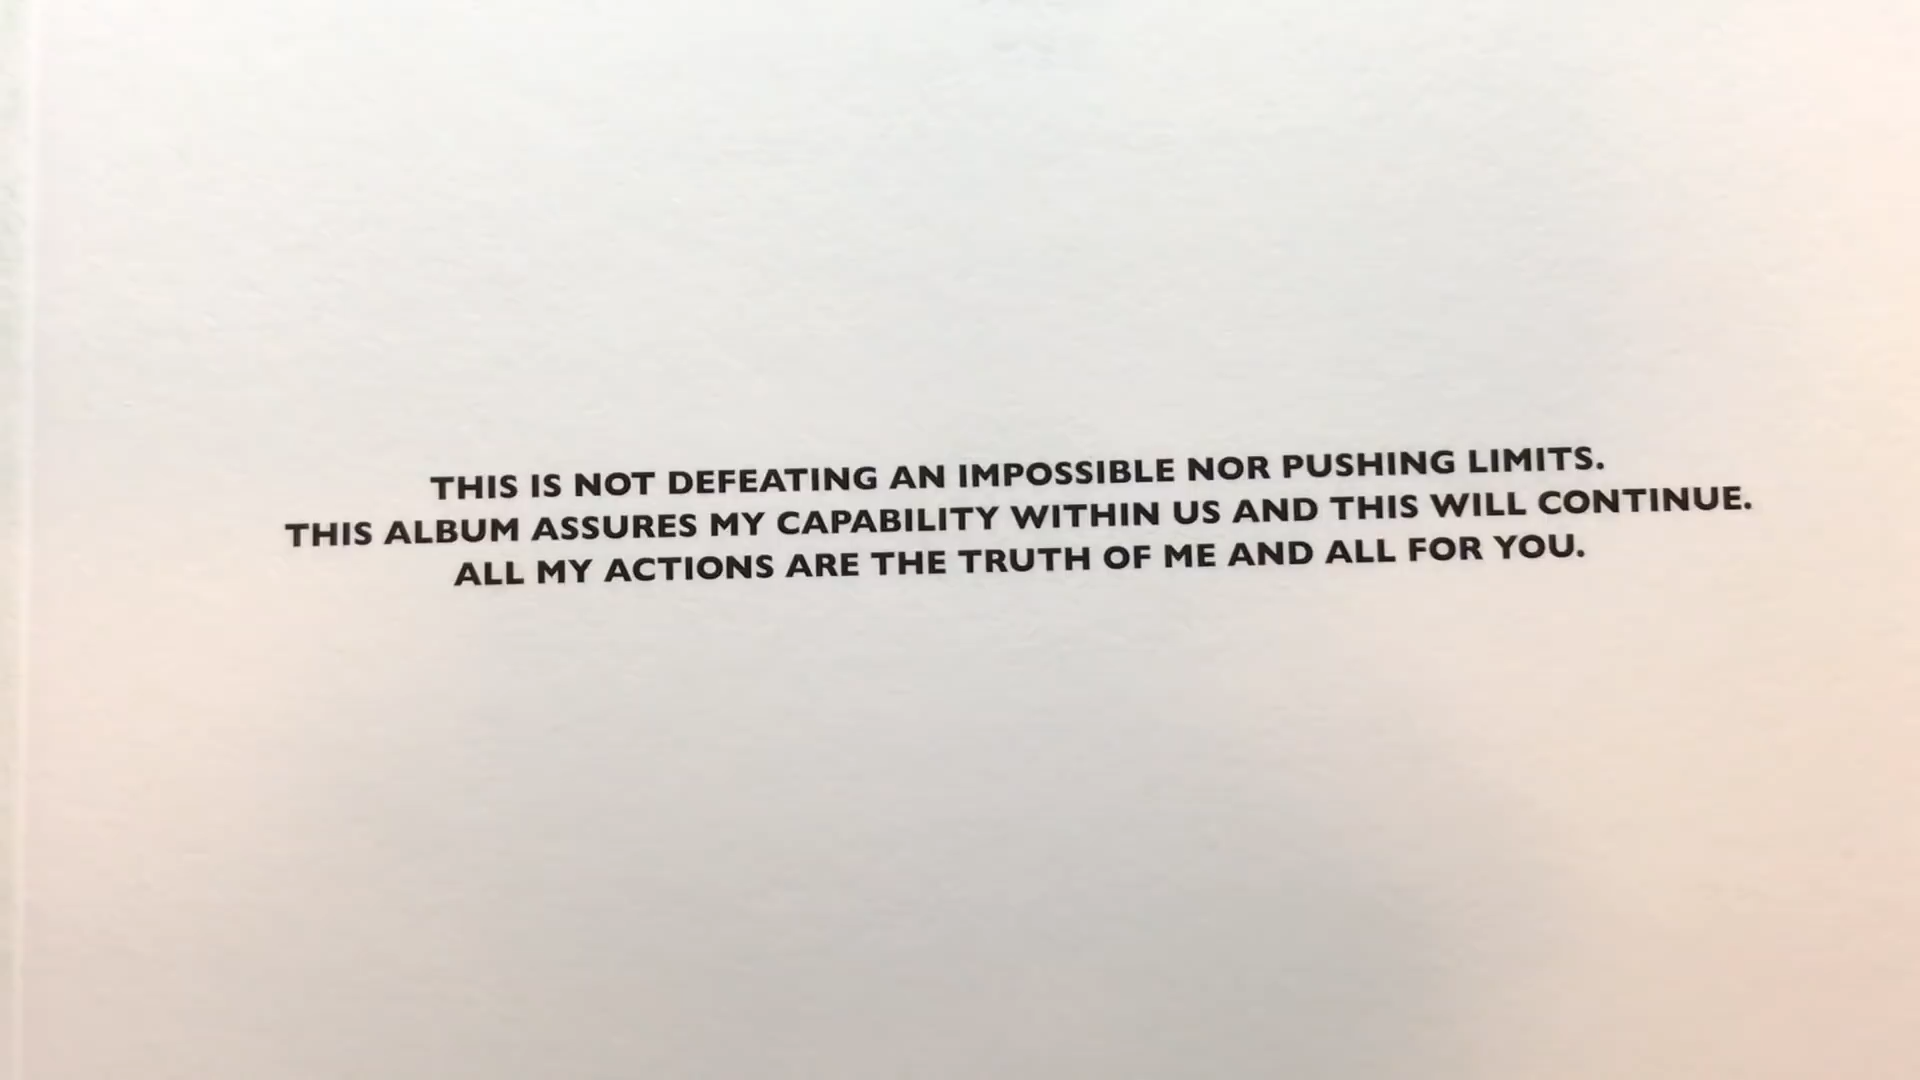 THIS IS NOT DEFEATING AN IMPOSSIBLE NOR PUSHING LIMITS.
THIS ALBUM ASSURES MY CAPABILITY WITHIN US AND THIS WILL CONTINUE.
ALL MY ACTIONS ARE THE TRUTH OF ME AND ALL FOR YOU.